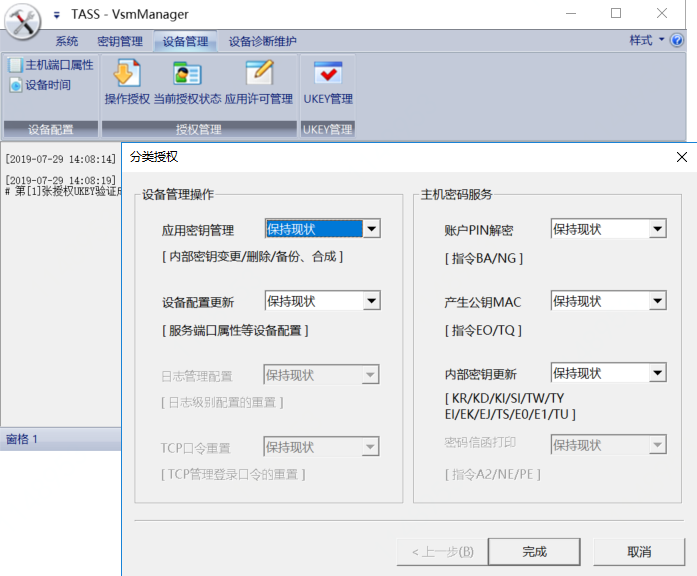 TASS - VsmManager
系统 密钥管理 设备管理 设备诊断维护 样式
主机端口属性
设备时间
操作授权 当前授权状态 应用许可管理 UKEY管理
设备配置 授权管理 UKEY管理
[2019-07-29 14:08:14]
[2019-07-29 14:08:19]
# 第[1]张授权UKEY验证
窗格 1
分类授权
设备管理操作
应用密钥管理 保持现状
[ 内部密钥变更/删除/备份、合成 ]
设备配置更新 保持现状
[ 服务端口属性等设备配置 ]
日志管理配置 保持现状
[ 日志级别配置的重置 ]
TCP口令重置 保持现状
[ TCP管理登录口令的重置 ]
主机密码服务
账户PIN解密 保持现状
[ 指令BA/NG ]
产生公钥MAC 保持现状
[ 指令EO/TQ ]
内部密钥更新 保持现状
[ KR/KD/KI/SI/TW/TY
EI/EK/EJ/TS/E0/E1/TU ]
密码信函打印 保持现状
[ 指令A2/NE/PE ]
< 上一步(B) 完成 取消